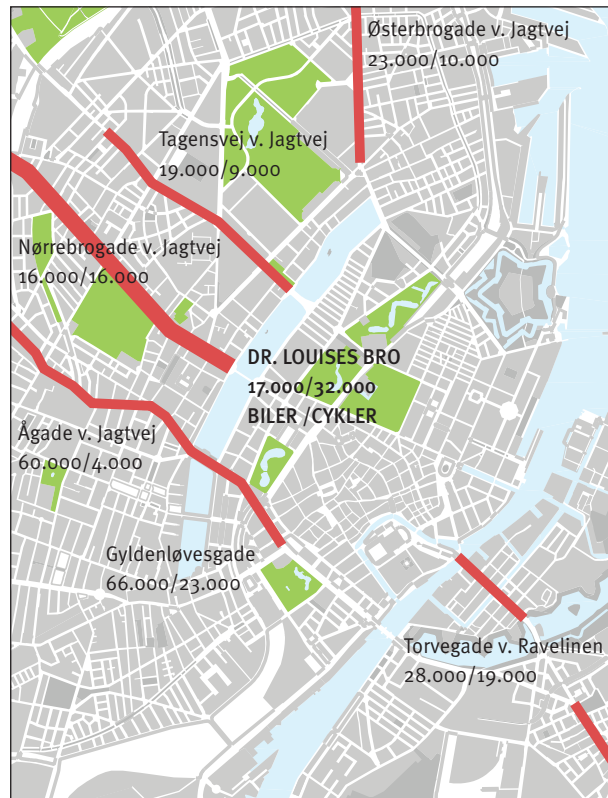 Østerbrogade v. Jagtvej
23.000/10.000
Tagensvej v. Jagtvej
19.000/9.000
Nørrebrogade v. Jagtvej
16.000/16.000
DR. LOUISES BRO
17.000/32.000
BILER /CYKLER
Ågade v. Jagtvej
60.000/4.000
Gyldenløvesgade
66.000/23.000
Torvegade v. Ravelinen
28.000/19.000